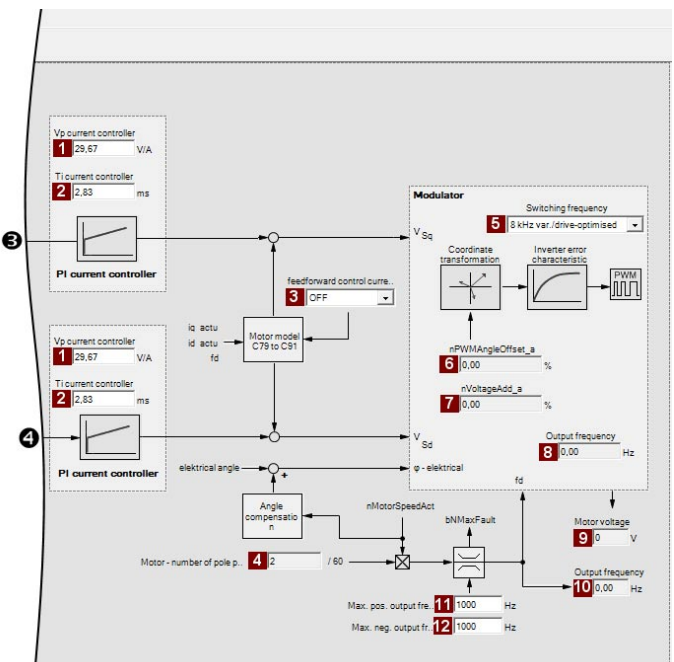 Vp current controller
1 29,67 V/A
Ti current controller
2 2,83 ms
❸
PI current controller
Modulator
Switching frequency
5 8 kHz var./drive-optimised
V Sq
Coordinate
transformation
Inverter error
characteristic
PWM
feedforward control curre..
3 OFF
iq actu
id actu
fd
Motor model
C79 to C91
Vp current controller
1 29,67 V/A
Ti current controller
2 2,83 ms
nPWMAngleOffset_a
6 0,00 %
nVoltageAdd_a
7 0,00 %
❹
V Sd
Output frequency
8 0,00 Hz
PI current controller
elektrical angle
+
φ - elektrical
fd
Angle
compensatio
n
nMotorSpeedAct
bNMaxFault
Motor voltage
9 0 V
Motor - number of pole p.. 4 2 / 60
Output frequency
10 0,00 Hz
Max. pos. output fre.. 11 1000 Hz
Max. neg. output fr.. 12 1000 Hz